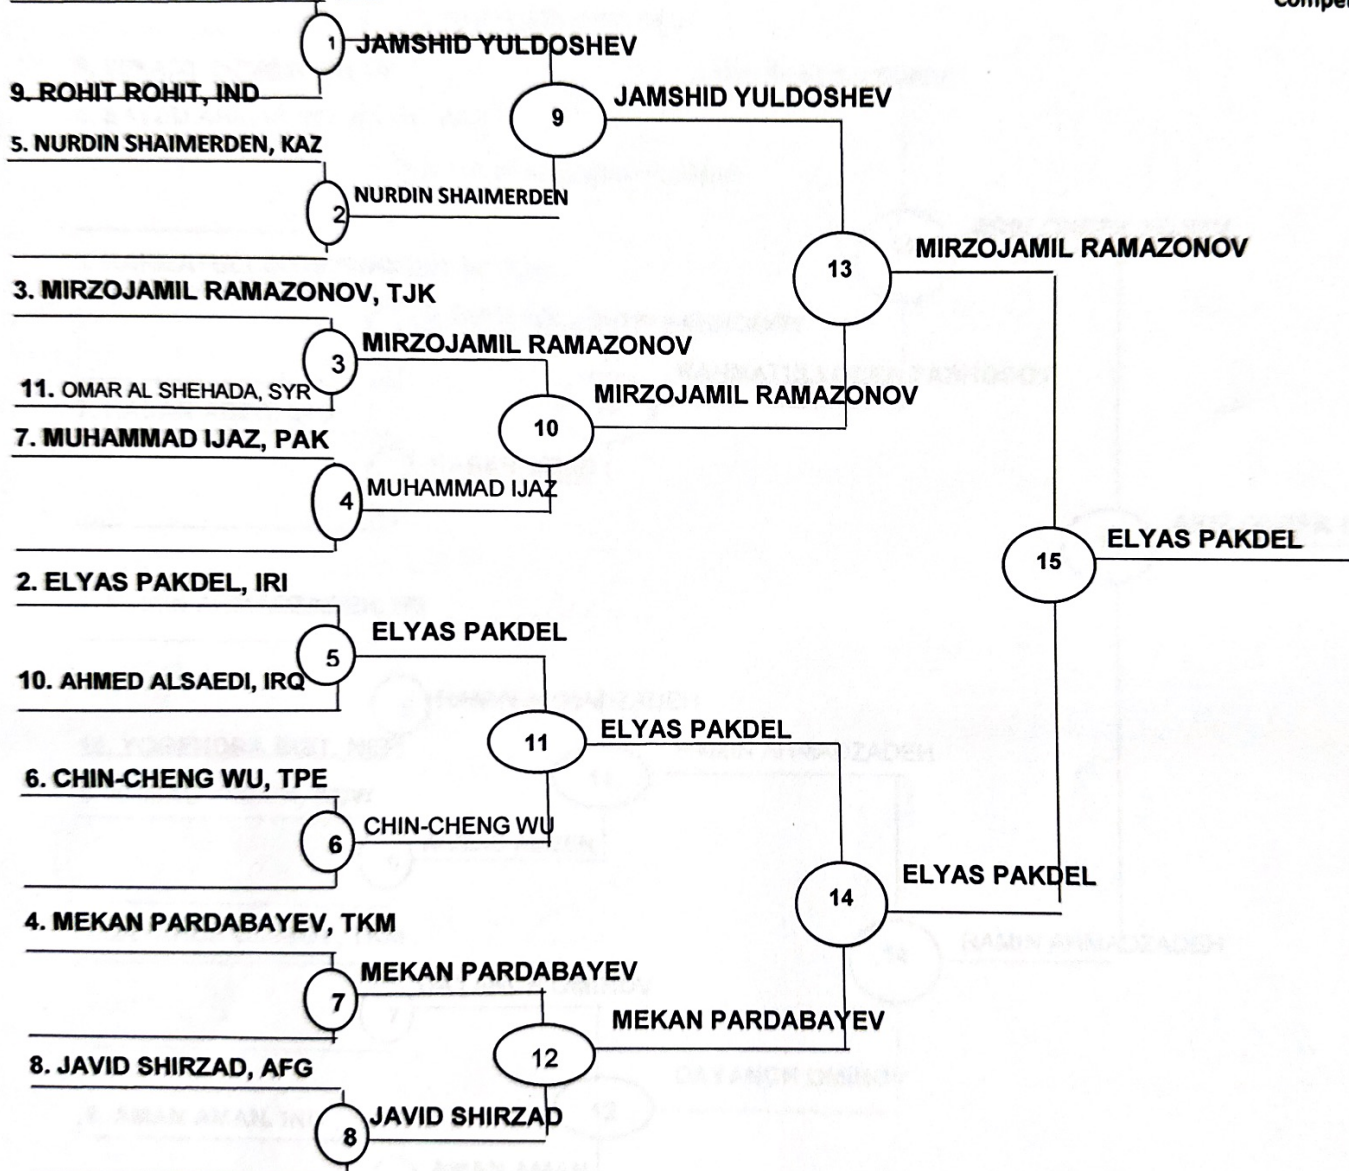 1 JAMSHID YULDOSHEV
9. ROHIT ROHIT, IND
9 JAMSHID YULDOSHEV
5. NURDIN SHAIMERDEN, KAZ
2 NURDIN SHAIMERDEN
13 MIRZOJAMIL RAMAZONOV
3. MIRZOJAMIL RAMAZONOV, TJK
3 MIRZOJAMIL RAMAZONOV
11. OMAR AL SHEHADA, SYR
10 MIRZOJAMIL RAMAZONOV
7. MUHAMMAD IJAZ, PAK
4 MUHAMMAD IJAZ
15 ELYAS PAKDEL
2. ELYAS PAKDEL, IRI
5 ELYAS PAKDEL
10. AHMED ALSAEDI, IRQ
11 ELYAS PAKDEL
6. CHIN-CHENG WU, TPE
6 CHIN-CHENG WU
14 ELYAS PAKDEL
4. MEKAN PARDABAYEV, TKM
7 MEKAN PARDABAYEV
12 MEKAN PARDABAYEV
8. JAVID SHIRZAD, AFG
8 JAVID SHIRZAD